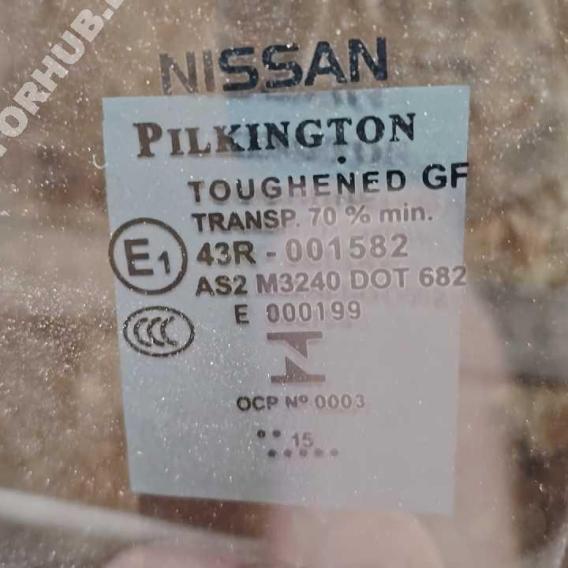 NISSAN
PILKINGTON
TOUGHENED GF
TRANSP. 70 % min.
E1 43R - 001582
AS2 M3240 DOT 682
E 000199
CCC
OCP Nº 0003
15